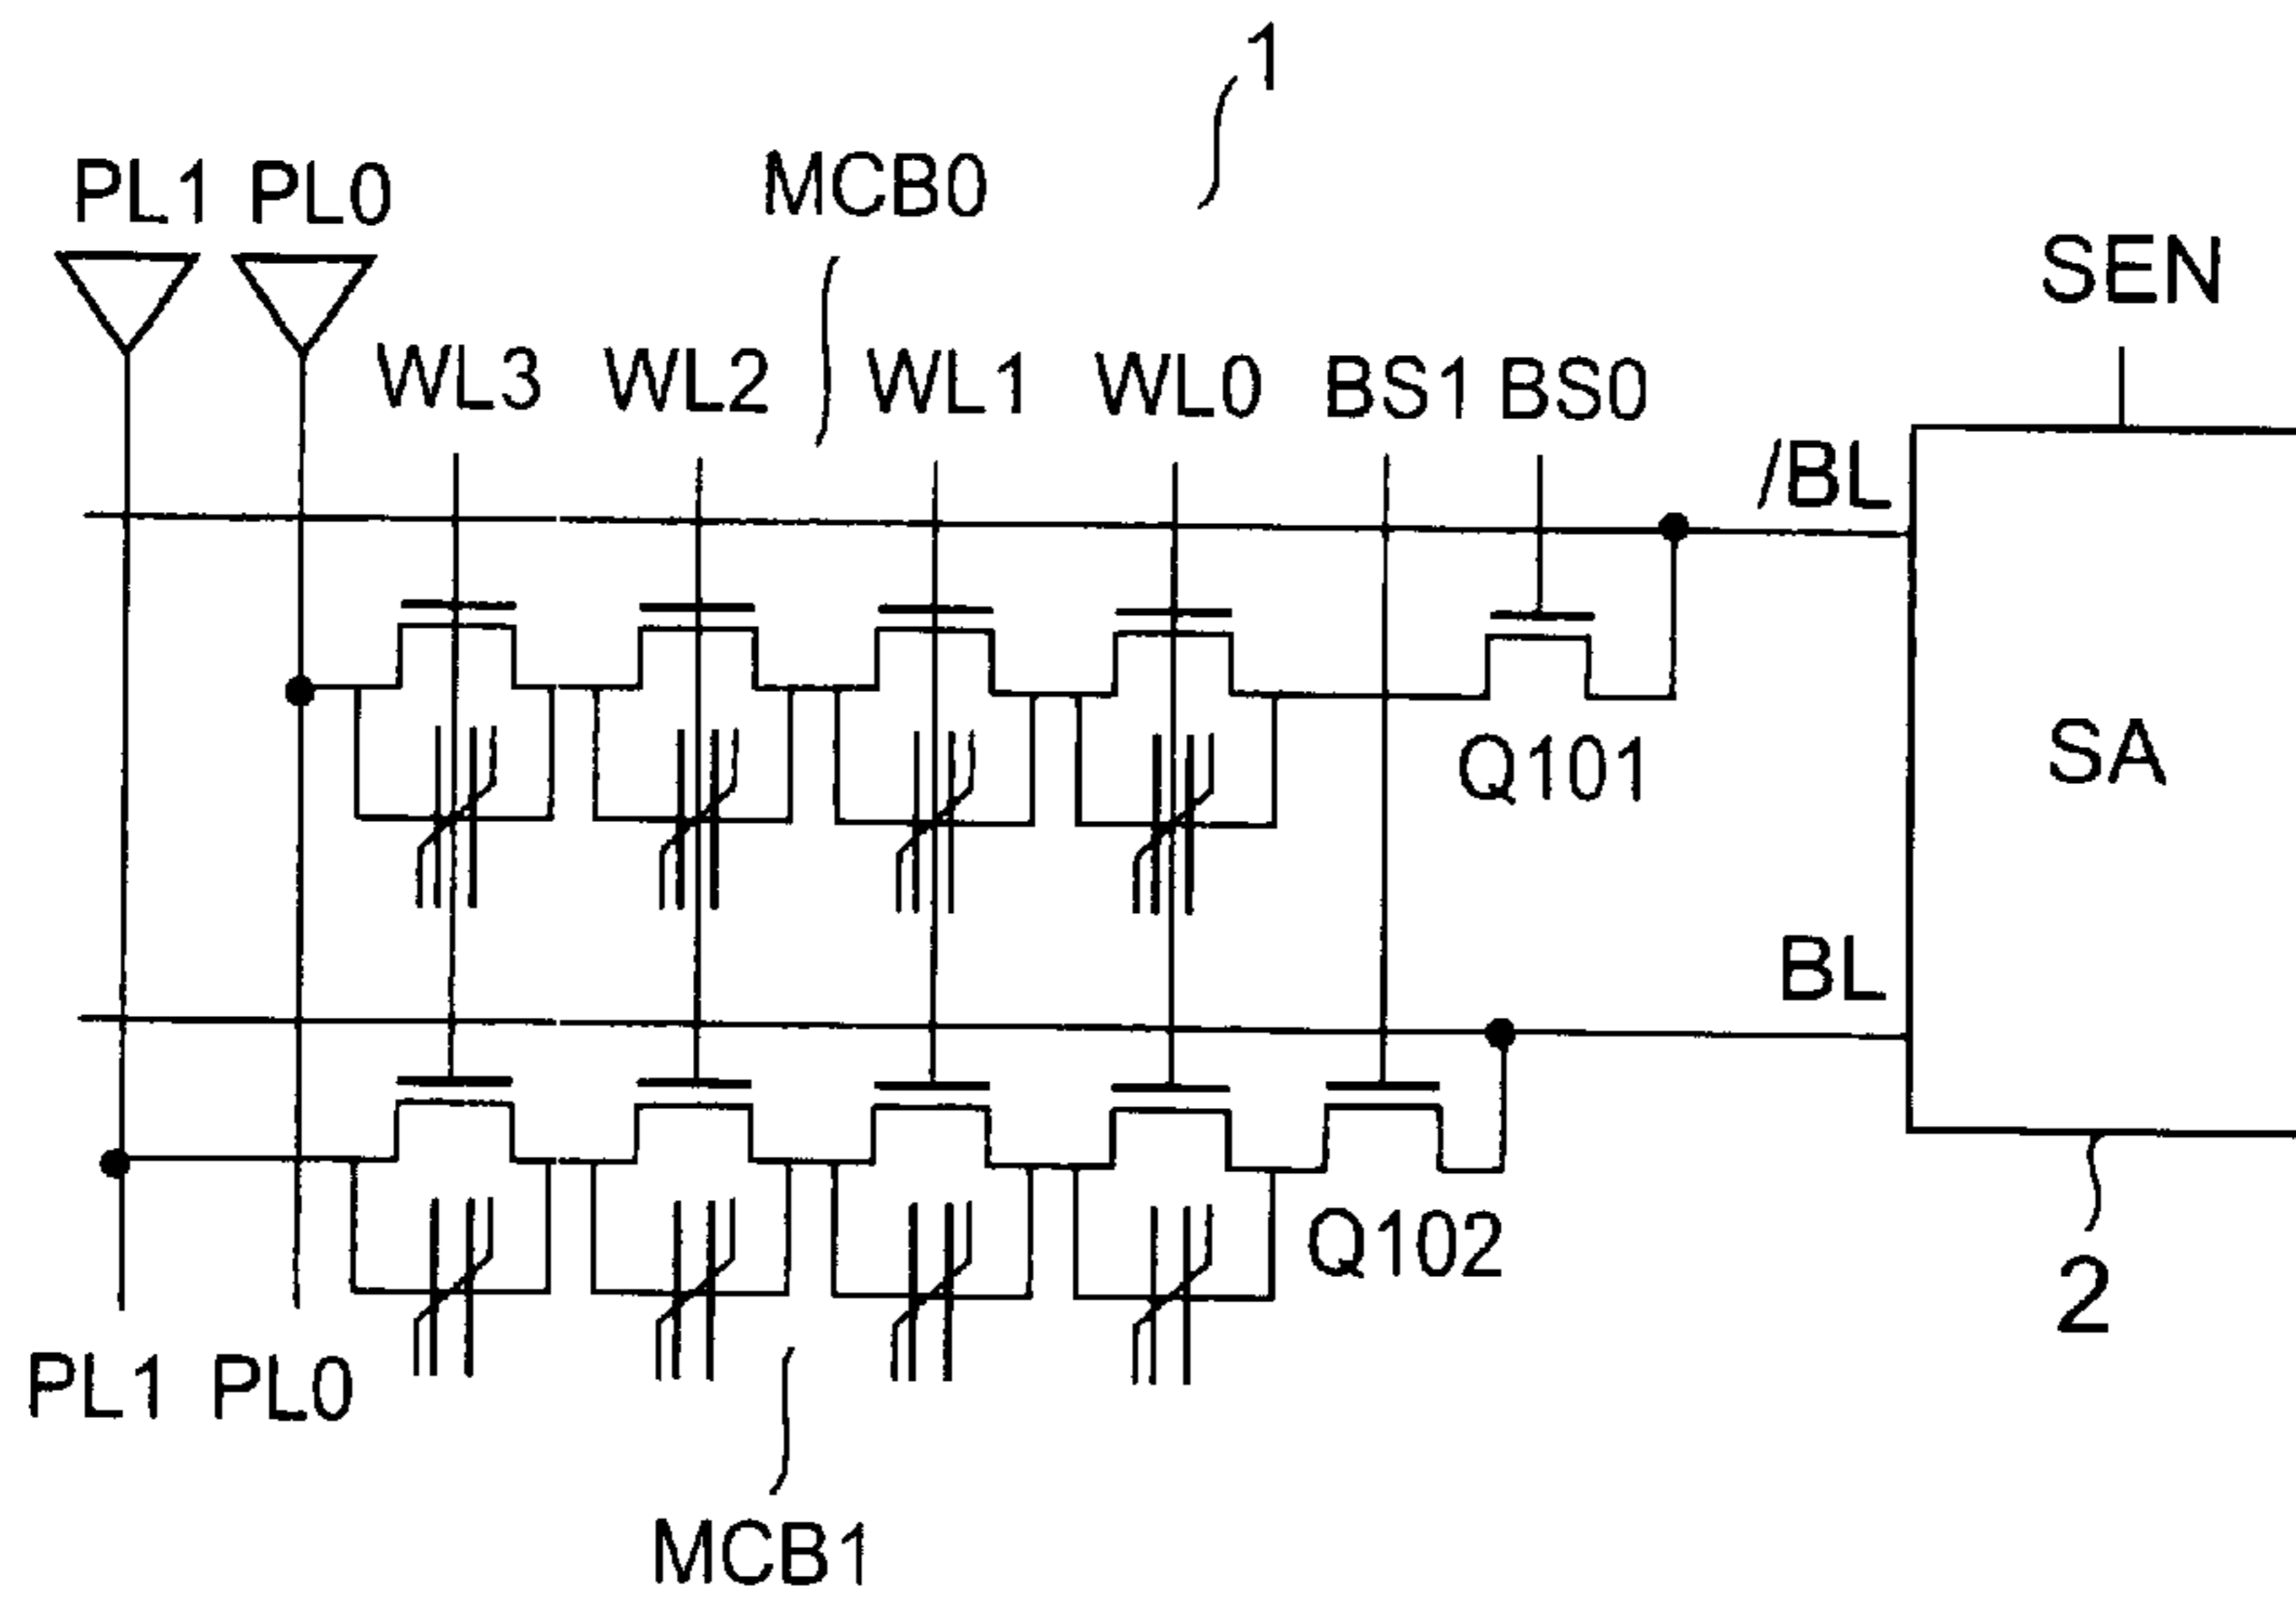 1
PL1 PL0
MCB0
SEN
WL3 WL2 WL1 WL0 BS1 BS0
/BL
SA
Q101
BL
Q102
2
PL1 PL0
MCB1